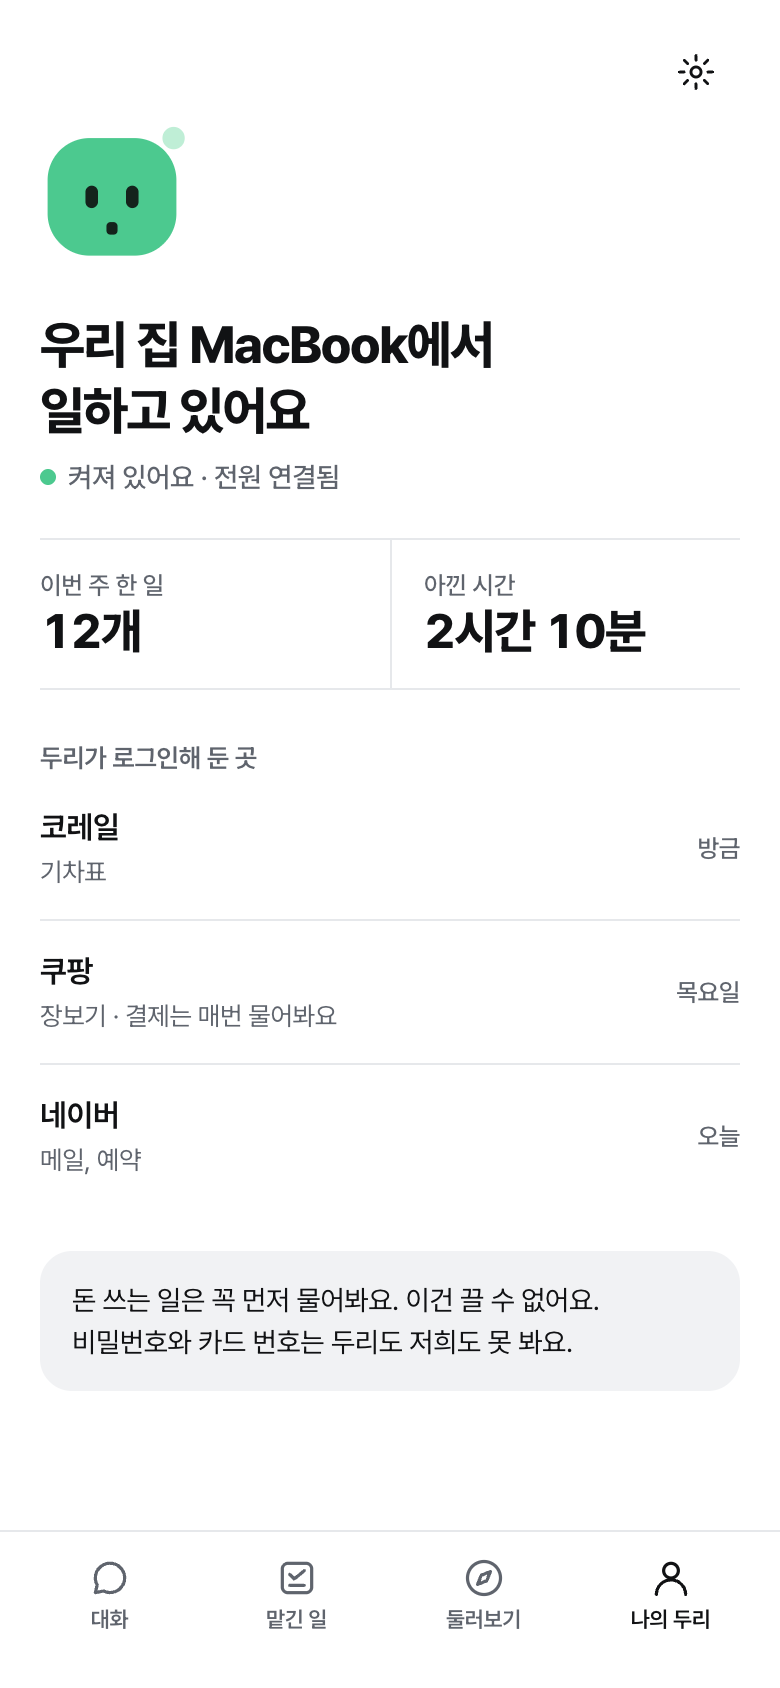 우리 집 MacBook에서
일하고 있어요
켜져 있어요 · 전원 연결됨
이번 주 한 일
12개
아낀 시간
2시간 10분
두리가 로그인해 둔 곳
코레일
기차표
방금
쿠팡
장보기 · 결제는 매번 물어봐요
목요일
네이버
메일, 예약
오늘
돈 쓰는 일은 꼭 먼저 물어봐요. 이건 끌 수 없어요.
비밀번호와 카드 번호는 두리도 저희도 못 봐요.
대화
맡긴 일
둘러보기
나의 두리